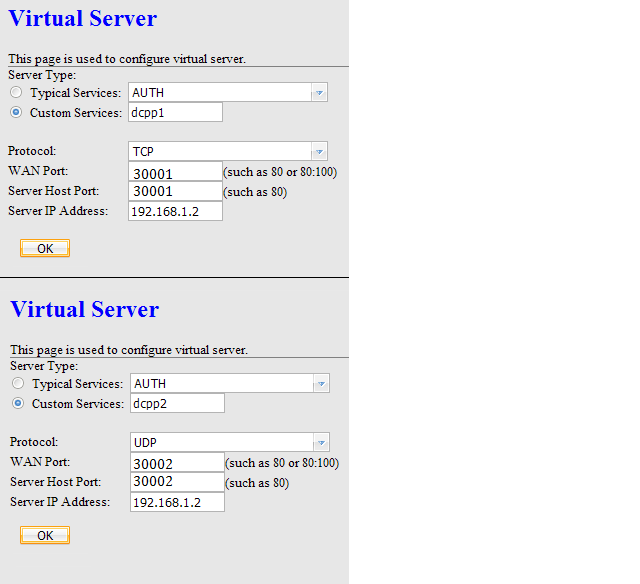 Virtual Server
This page is used to configure virtual server.
Server Type:
Typical Services: AUTH
Custom Services: dcpp1
Protocol: TCP
WAN Port: 30001 (such as 80 or 80:100)
Server Host Port: 30001 (such as 80)
Server IP Address: 192.168.1.2
OK
Virtual Server
This page is used to configure virtual server.
Server Type:
Typical Services: AUTH
Custom Services: dcpp2
Protocol: UDP
WAN Port: 30002 (such as 80 or 80:100)
Server Host Port: 30002 (such as 80)
Server IP Address: 192.168.1.2
OK